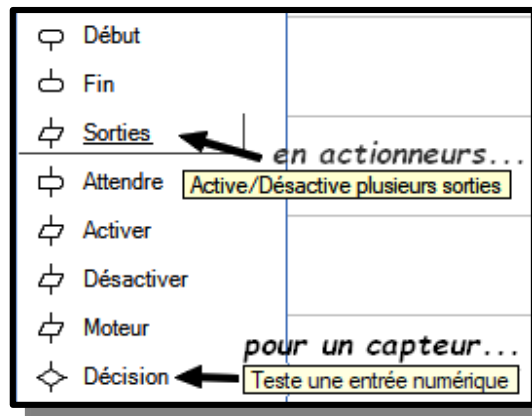 Début
Fin
Sorties
en actionneurs...
Attendre
Active/Désactive plusieurs sorties
Activer
Désactiver
Moteur
pour un capteur...
Décision
Teste une entrée numérique